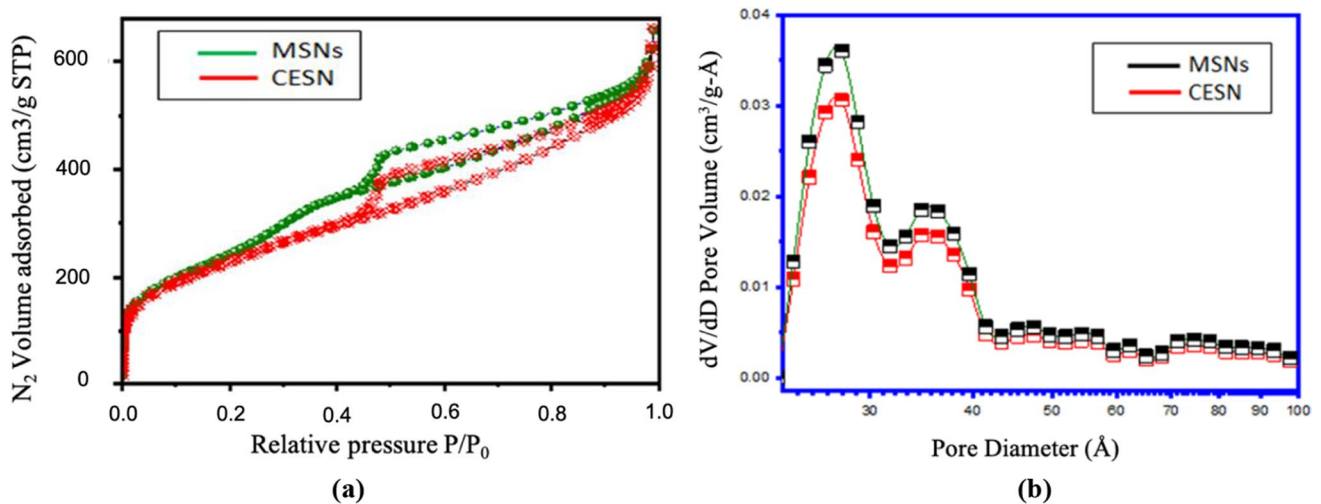 MSNs
CESN
N₂ Volume adsorbed (cm3/g STP)
600
400
200
0
0.0 0.2 0.4 0.6 0.8 1.0
Relative pressure P/P₀
(a)
MSNs
CESN
dV/dD Pore Volume (cm³/g-Å)
0.04
0.03
0.02
0.01
0.00
30 40 50 60 70 80 90 100
Pore Diameter (Å)
(b)